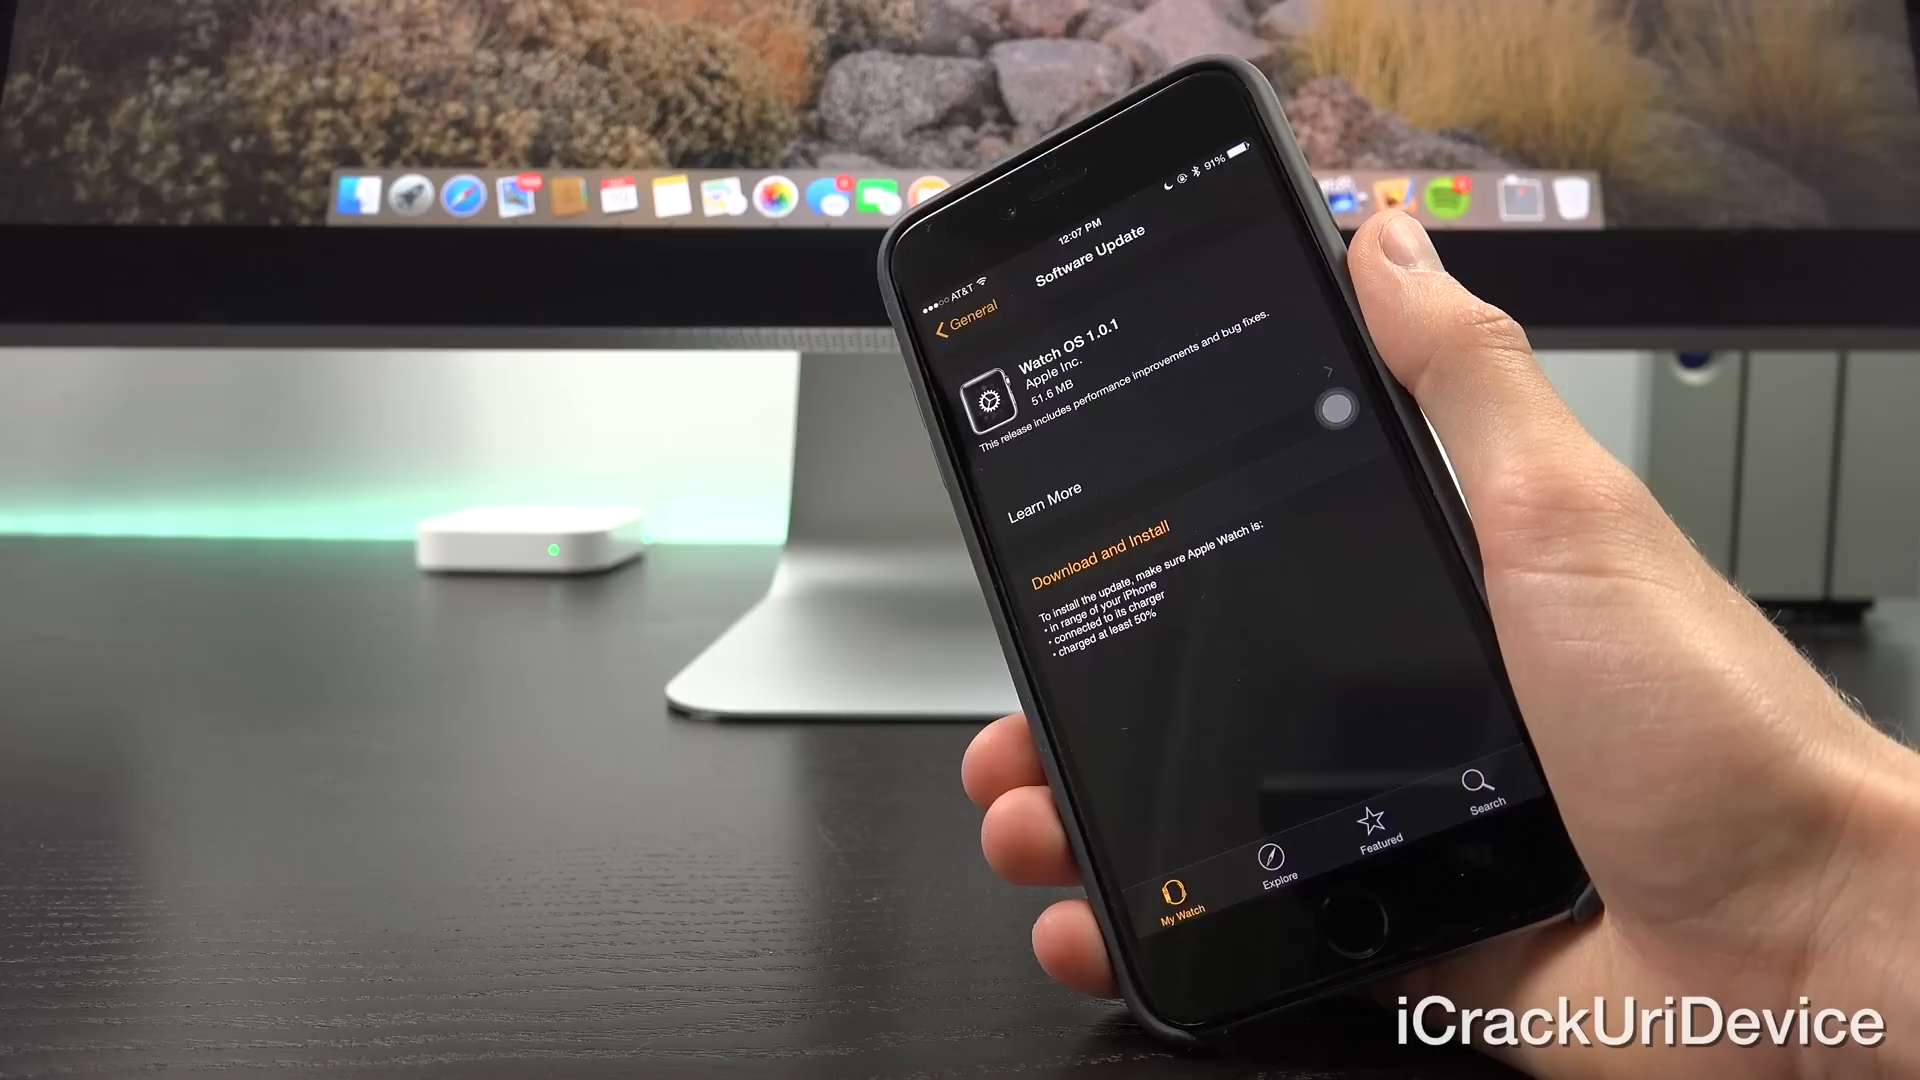 AT&T
12:07 PM
91%
General
Software Update
Watch OS 1.0.1
Apple Inc.
51.6 MB
This release includes performance improvements and bug fixes.
Learn More
Download and Install
To install the update, make sure Apple Watch is:
• in range of your iPhone
• connected to its charger
• charged at least 50%
My Watch
Explore
Featured
Search
iCrackUriDevice